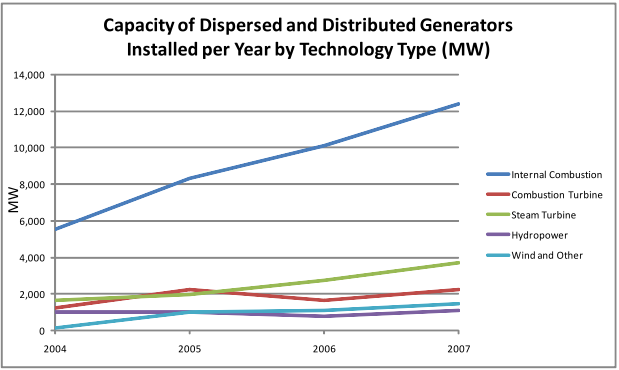 Capacity of Dispersed and Distributed Generators
Installed per Year by Technology Type (MW)
14,000
12,000
10,000
8,000
6,000
4,000
2,000
0
MW
2004
2005
2006
2007
Internal Combustion
Combustion Turbine
Steam Turbine
Hydropower
Wind and Other